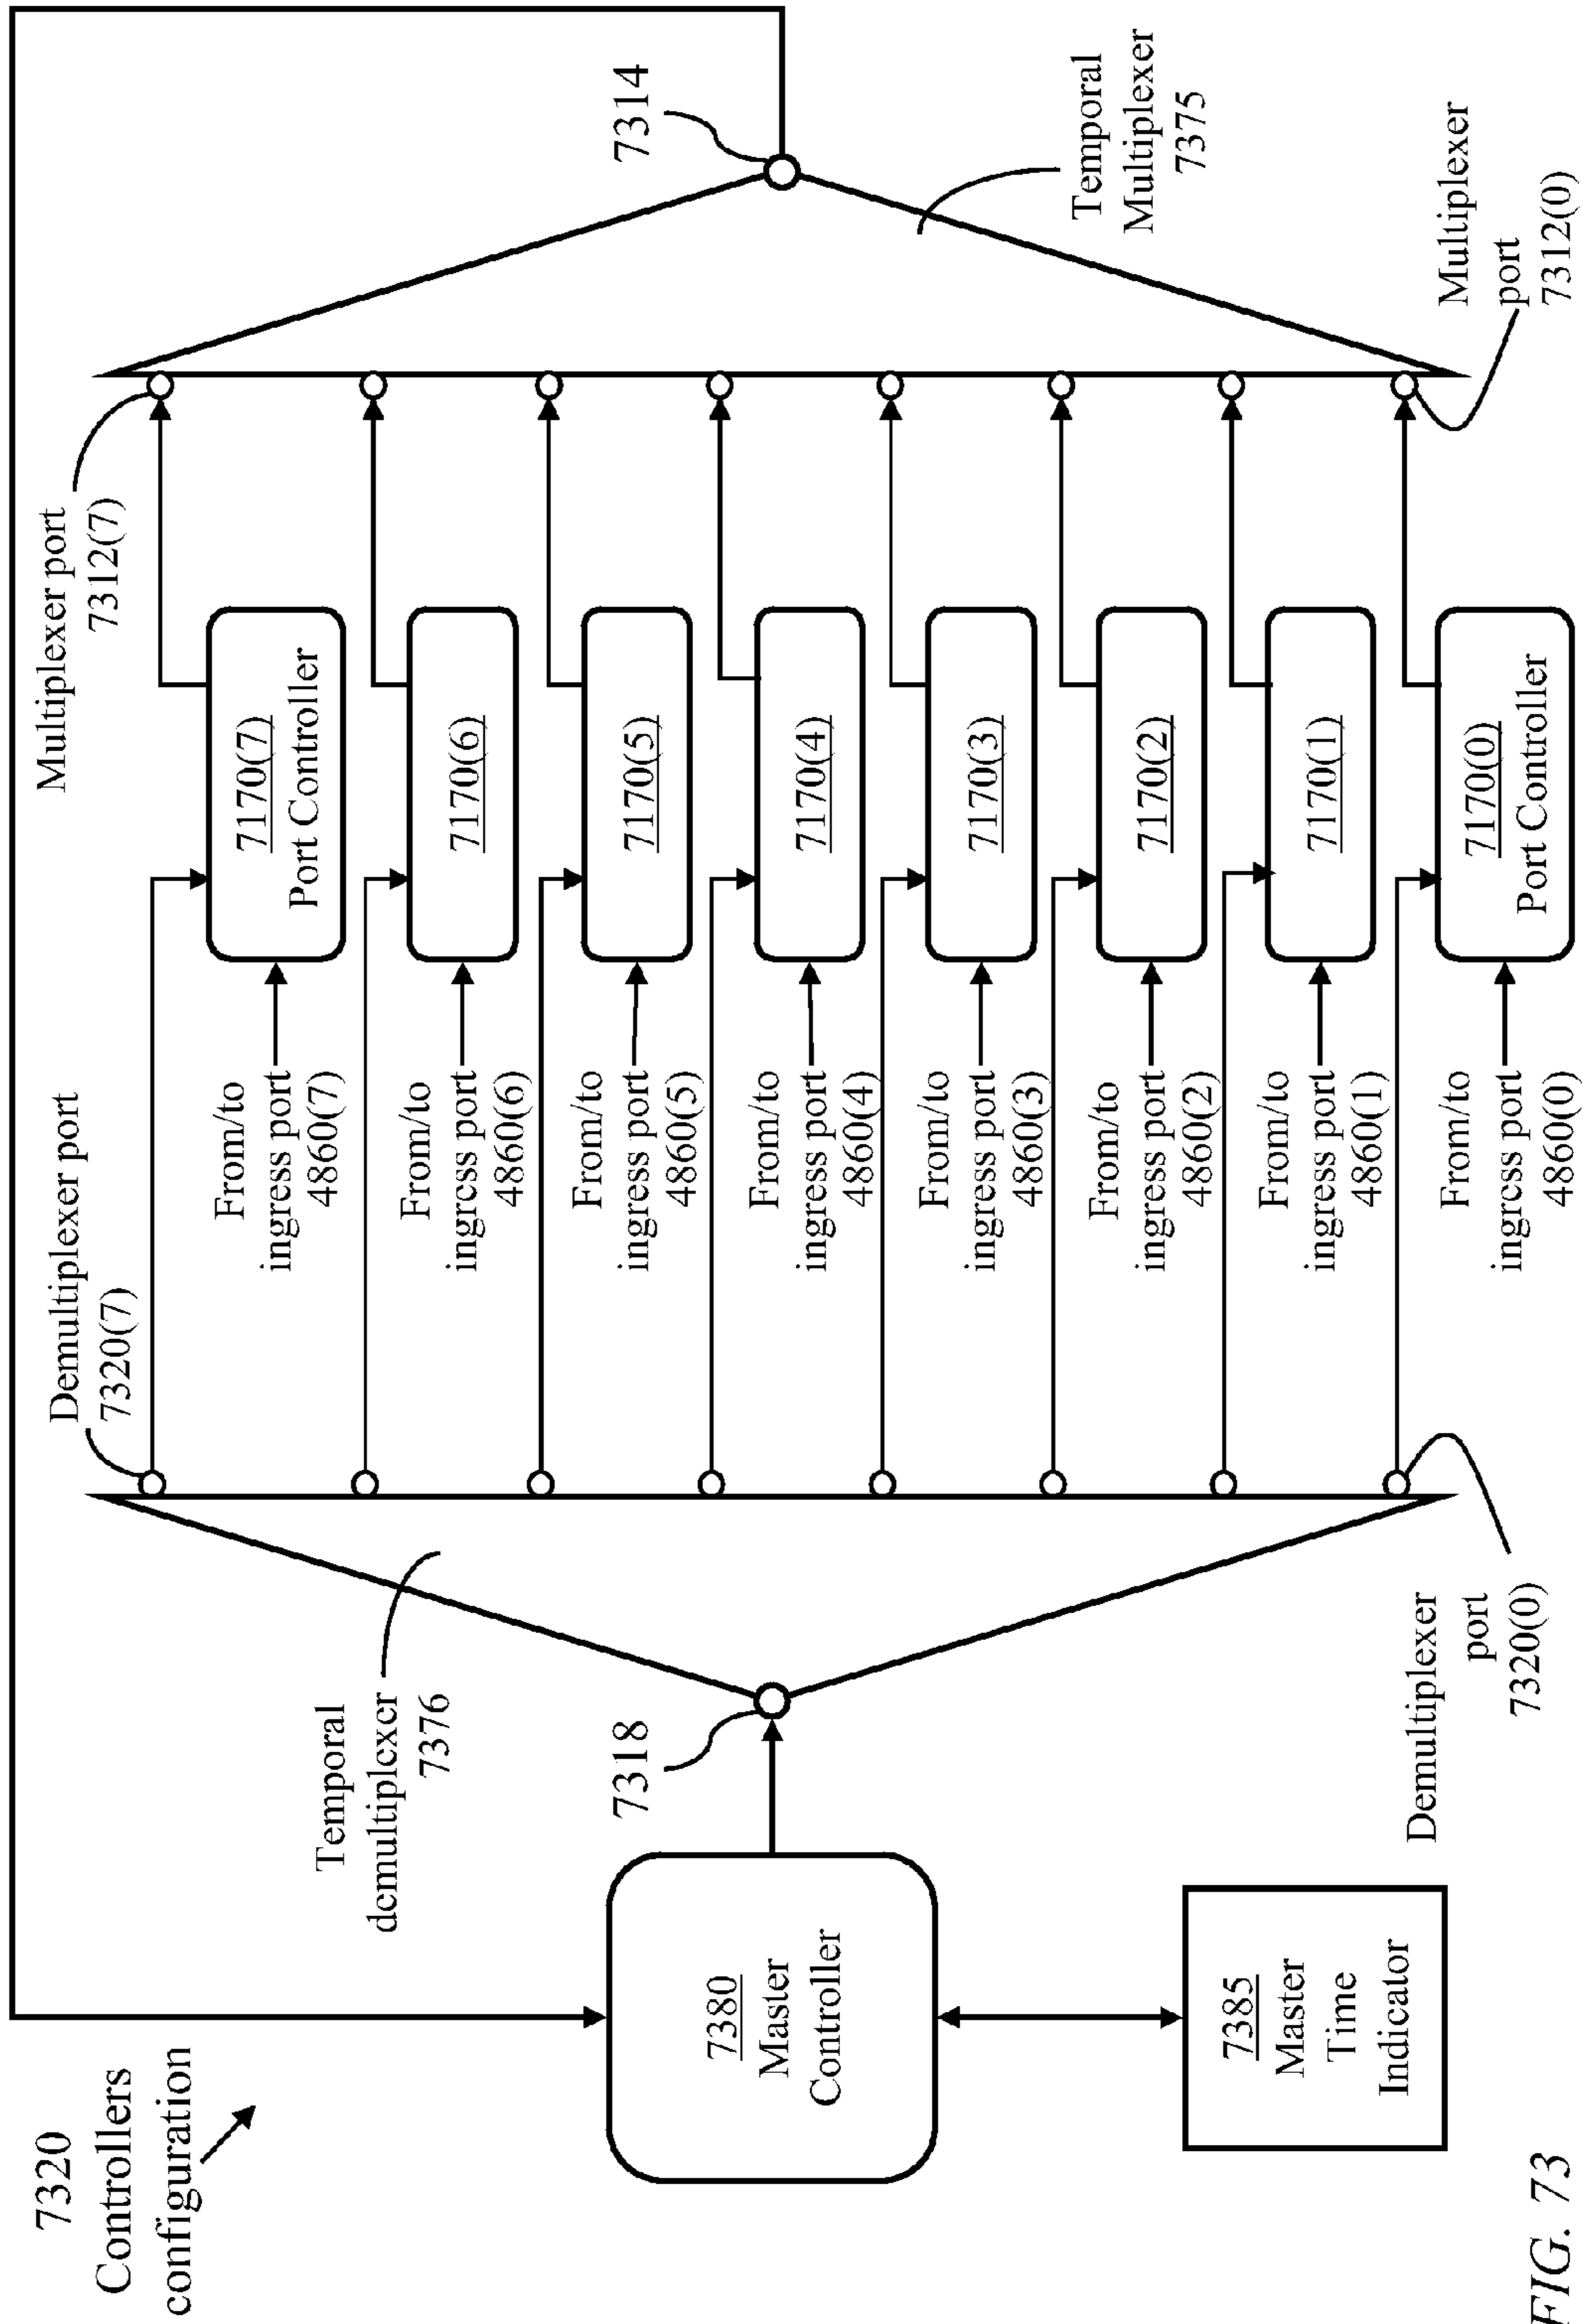 7320
Controllers
configuration
Temporal
demultiplexer
7376
7318
7380
Master
Controller
7385
Master
Time
Indicator
Demultiplexer port
7320(7)
Demultiplexer
port
7320(0)
From/to
ingress port
4860(7)
From/to
ingress port
4860(6)
From/to
ingress port
4860(5)
From/to
ingress port
4860(4)
From/to
ingress port
4860(3)
From/to
ingress port
4860(2)
From/to
ingress port
4860(1)
From/to
ingress port
4860(0)
7170(7)
Port Controller
7170(6)
7170(5)
7170(4)
7170(3)
7170(2)
7170(1)
7170(0)
Port Controller
Multiplexer port
7312(7)
7314
Temporal
Multiplexer
7375
Multiplexer
port
7312(0)
FIG. 73